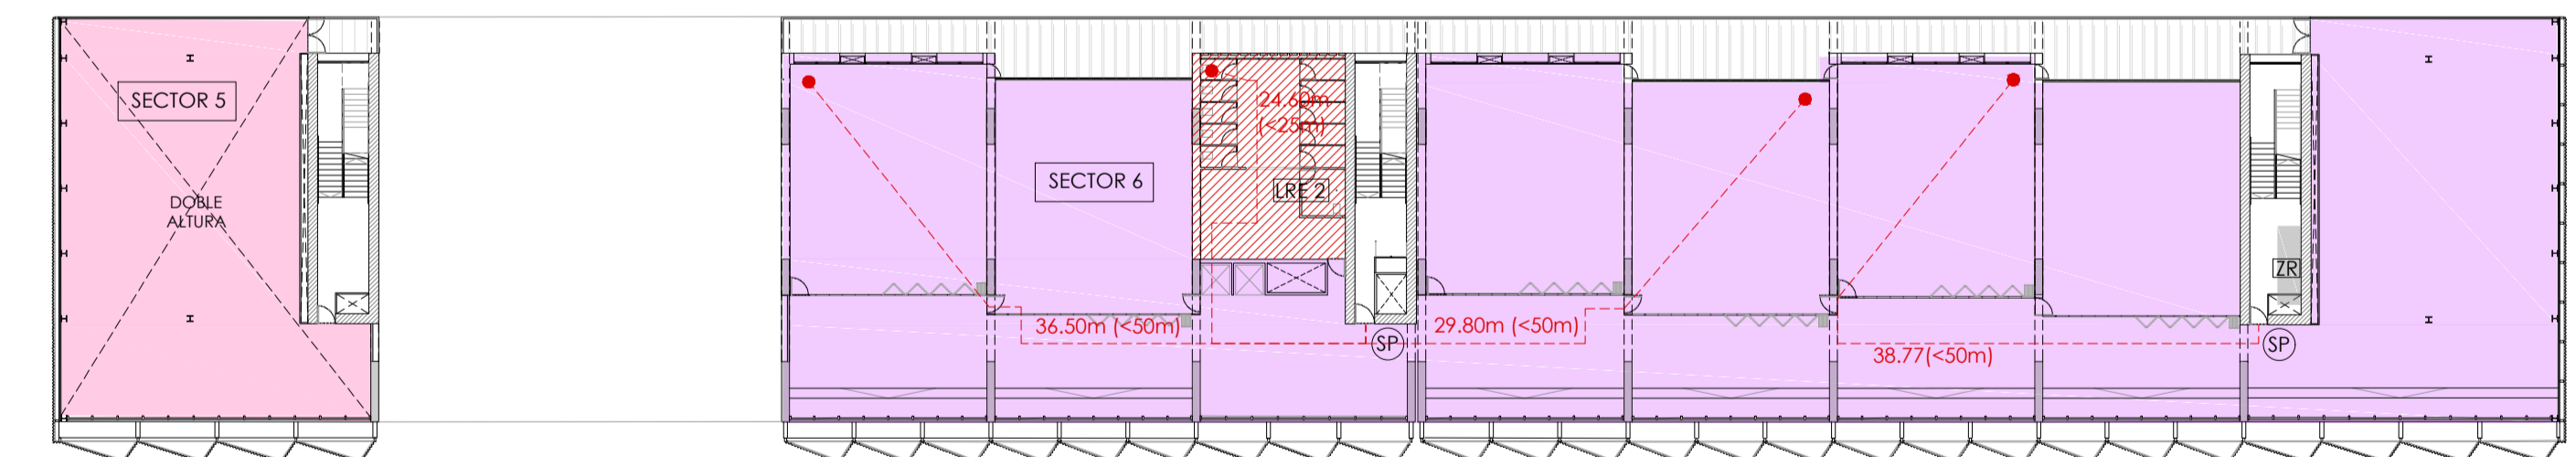 SECTOR 5
DOBLE
ALTURA
SECTOR 6
24.60m
(<25m)
LRE 2
36.50m (<50m)
SP
29.80m (<50m)
38.77(<50m)
ZR
SP